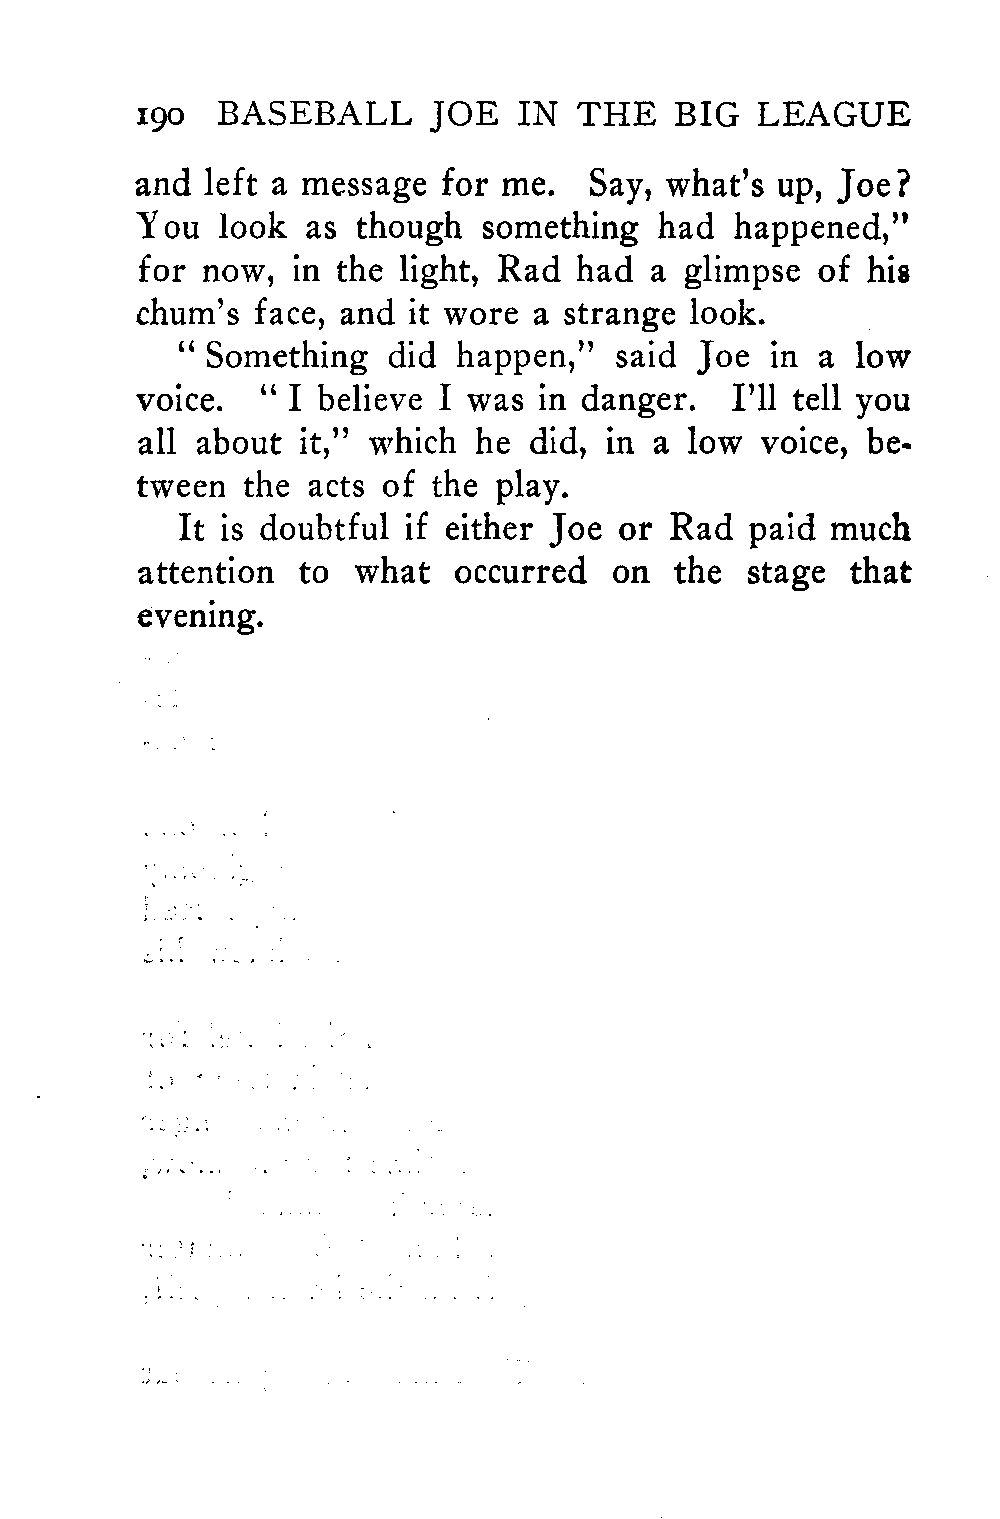 190 BASEBALL JOE IN THE BIG LEAGUE
and left a message for me. Say, what's up, Joe?
You look as though something had happened,"
for now, in the light, Rad had a glimpse of his
chum's face, and it wore a strange look.
" Something did happen," said Joe in a low
voice. " I believe I was in danger. I'll tell you
all about it," which he did, in a low voice, be-
tween the acts of the play.
It is doubtful if either Joe or Rad paid much
attention to what occurred on the stage that
evening.